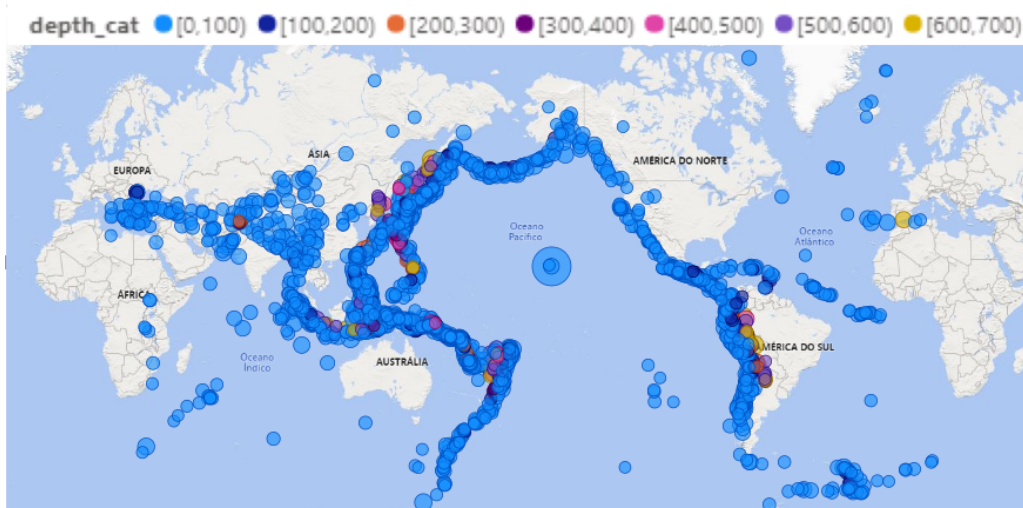 depth_cat [0,100) [100,200) [200,300) [300,400) [400,500) [500,600) [600,700)
ÁSIA
EUROPA
AMÉRICA DO NORTE
Oceano
Pacífico
Oceano
Atlântico
ÁFRICA
AMÉRICA DO SUL
Oceano
Índico
AUSTRÁLIA